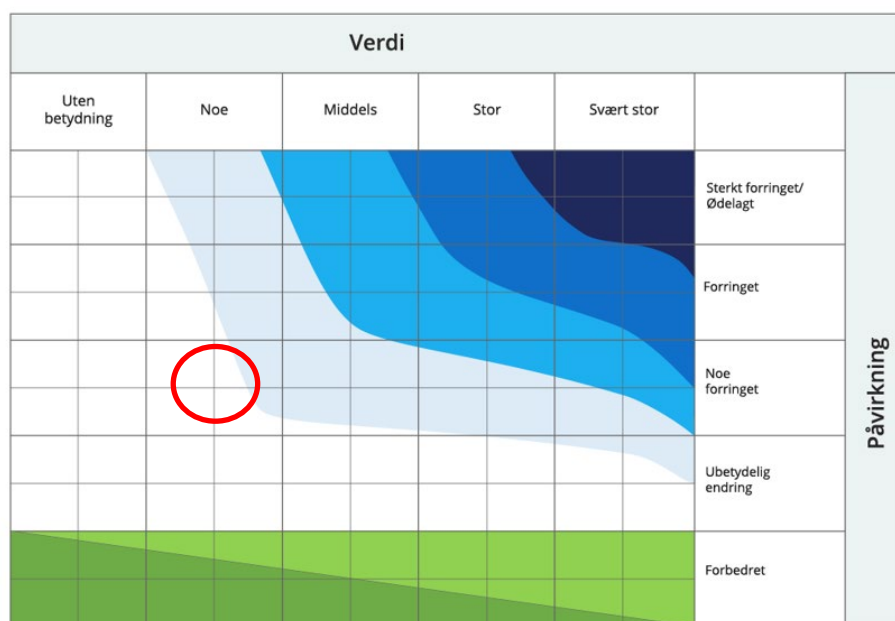 Verdi
Uten
betydning
Noe
Middels
Stor
Svært stor
Sterkt forringet/
Ødelagt
Forringet
Noe
forringet
Ubetydelig
endring
Forbedret
Påvirkning